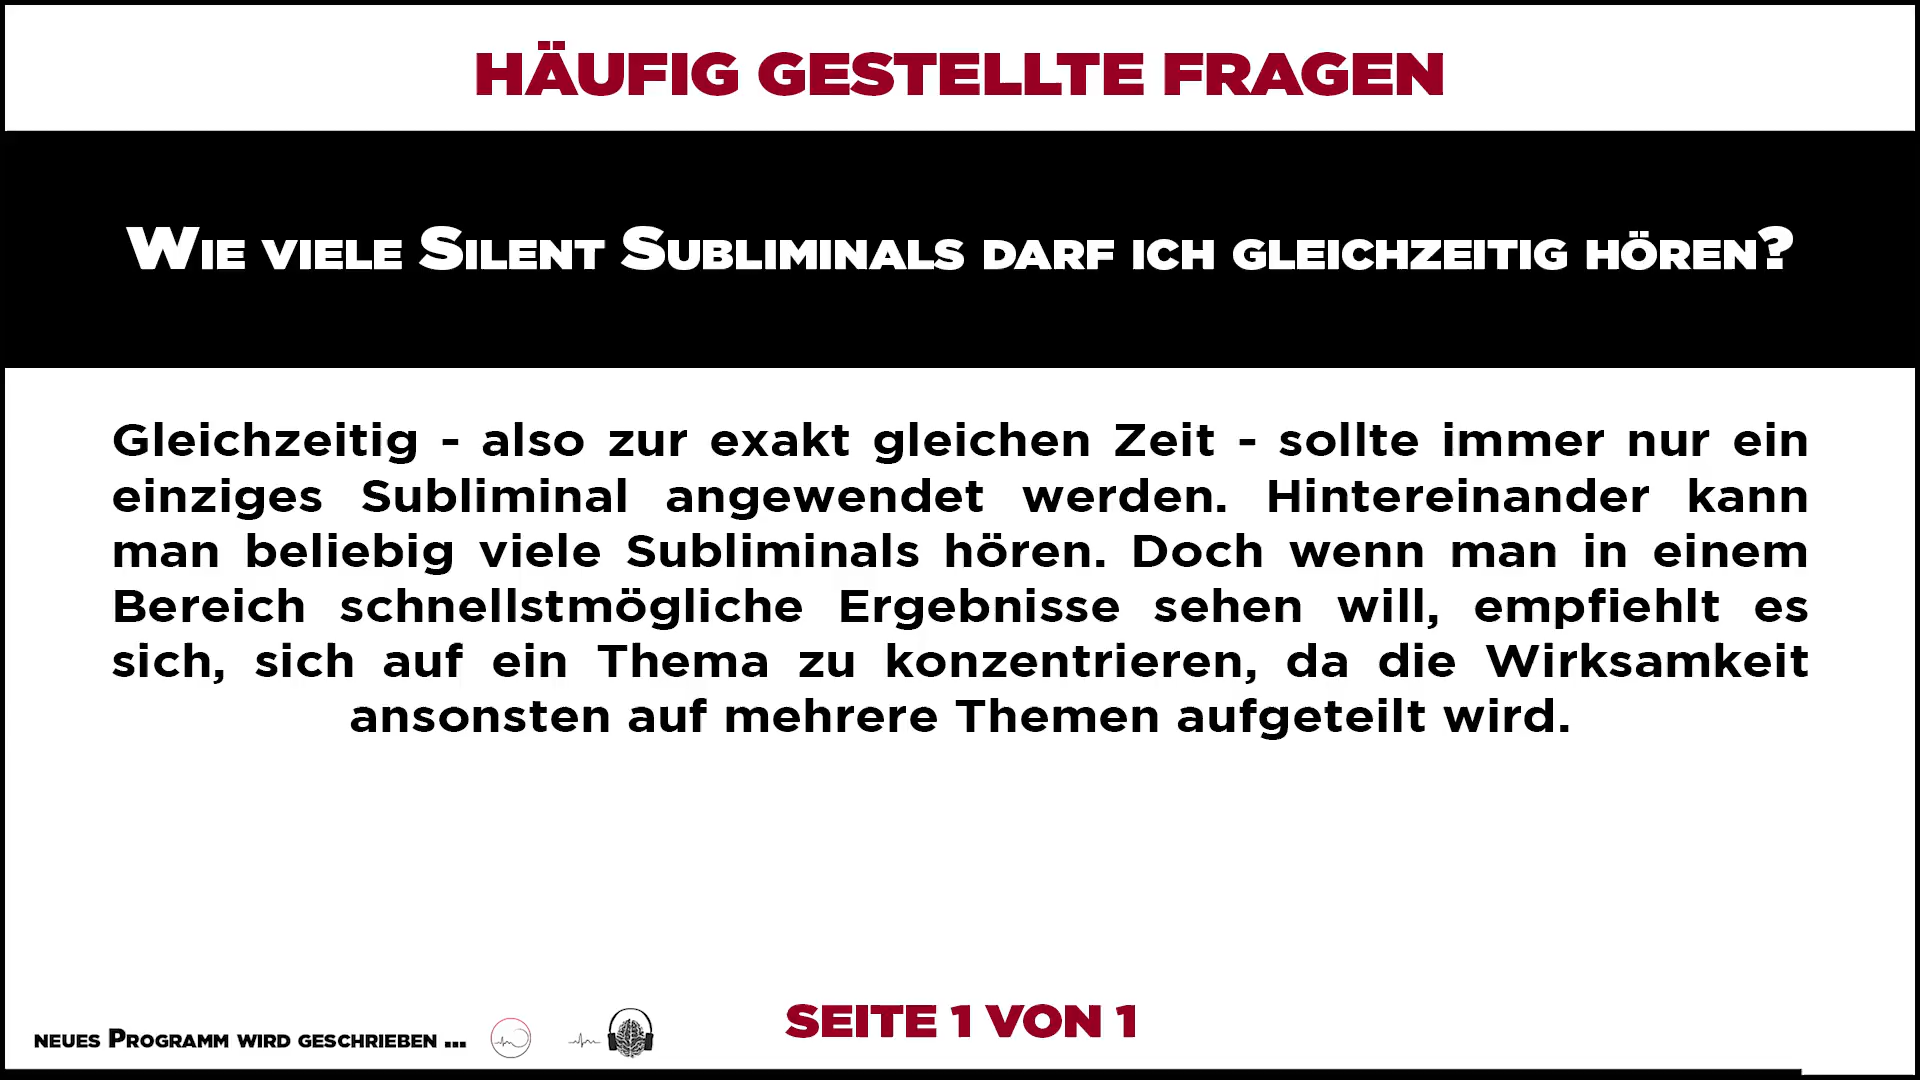 HÄUFIG GESTELLTE FRAGEN
Wie viele Silent Subliminals darf ich gleichzeitig hören?
Gleichzeitig - also zur exakt gleichen Zeit - sollte immer nur ein
einziges Subliminal angewendet werden. Hintereinander kann
man beliebig viele Subliminals hören. Doch wenn man in einem
Bereich schnellstmögliche Ergebnisse sehen will, empfiehlt es
sich, sich auf ein Thema zu konzentrieren, da die Wirksamkeit
ansonsten auf mehrere Themen aufgeteilt wird.
neues Programm wird geschrieben ...
SEITE 1 VON 1